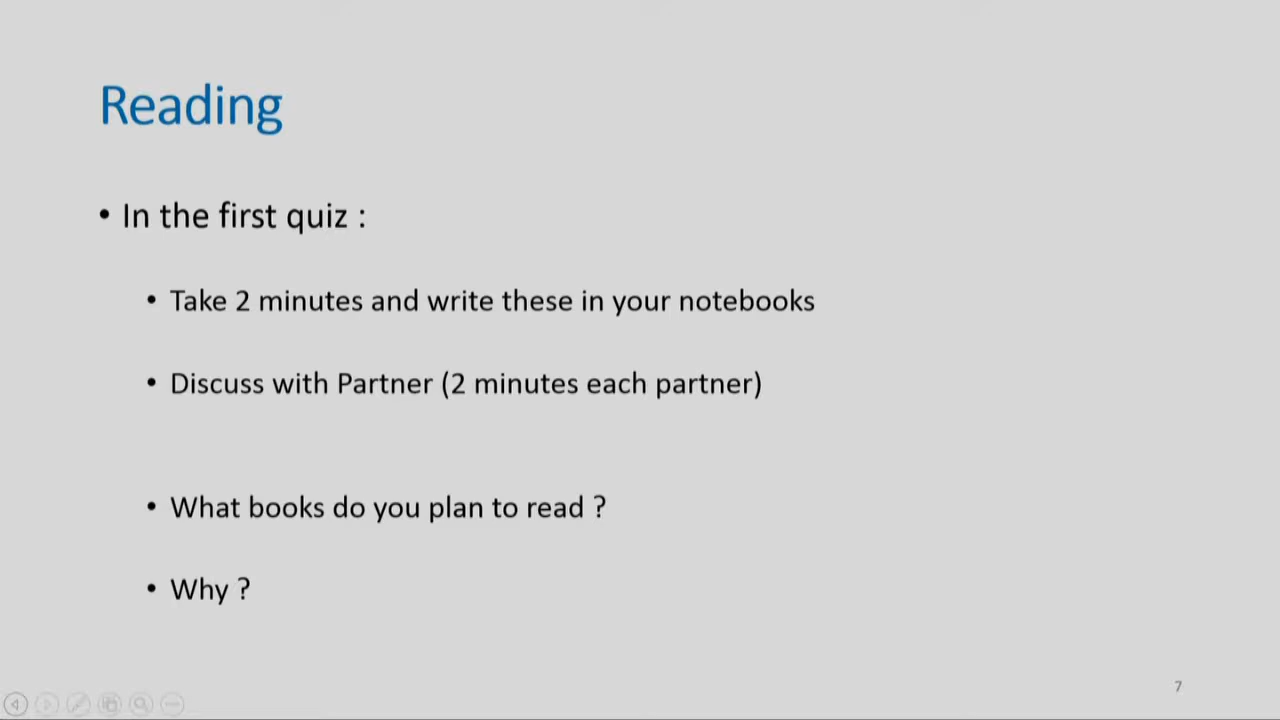 Reading
• In the first quiz :
• Take 2 minutes and write these in your notebooks
• Discuss with Partner (2 minutes each partner)
• What books do you plan to read ?
• Why ?
7